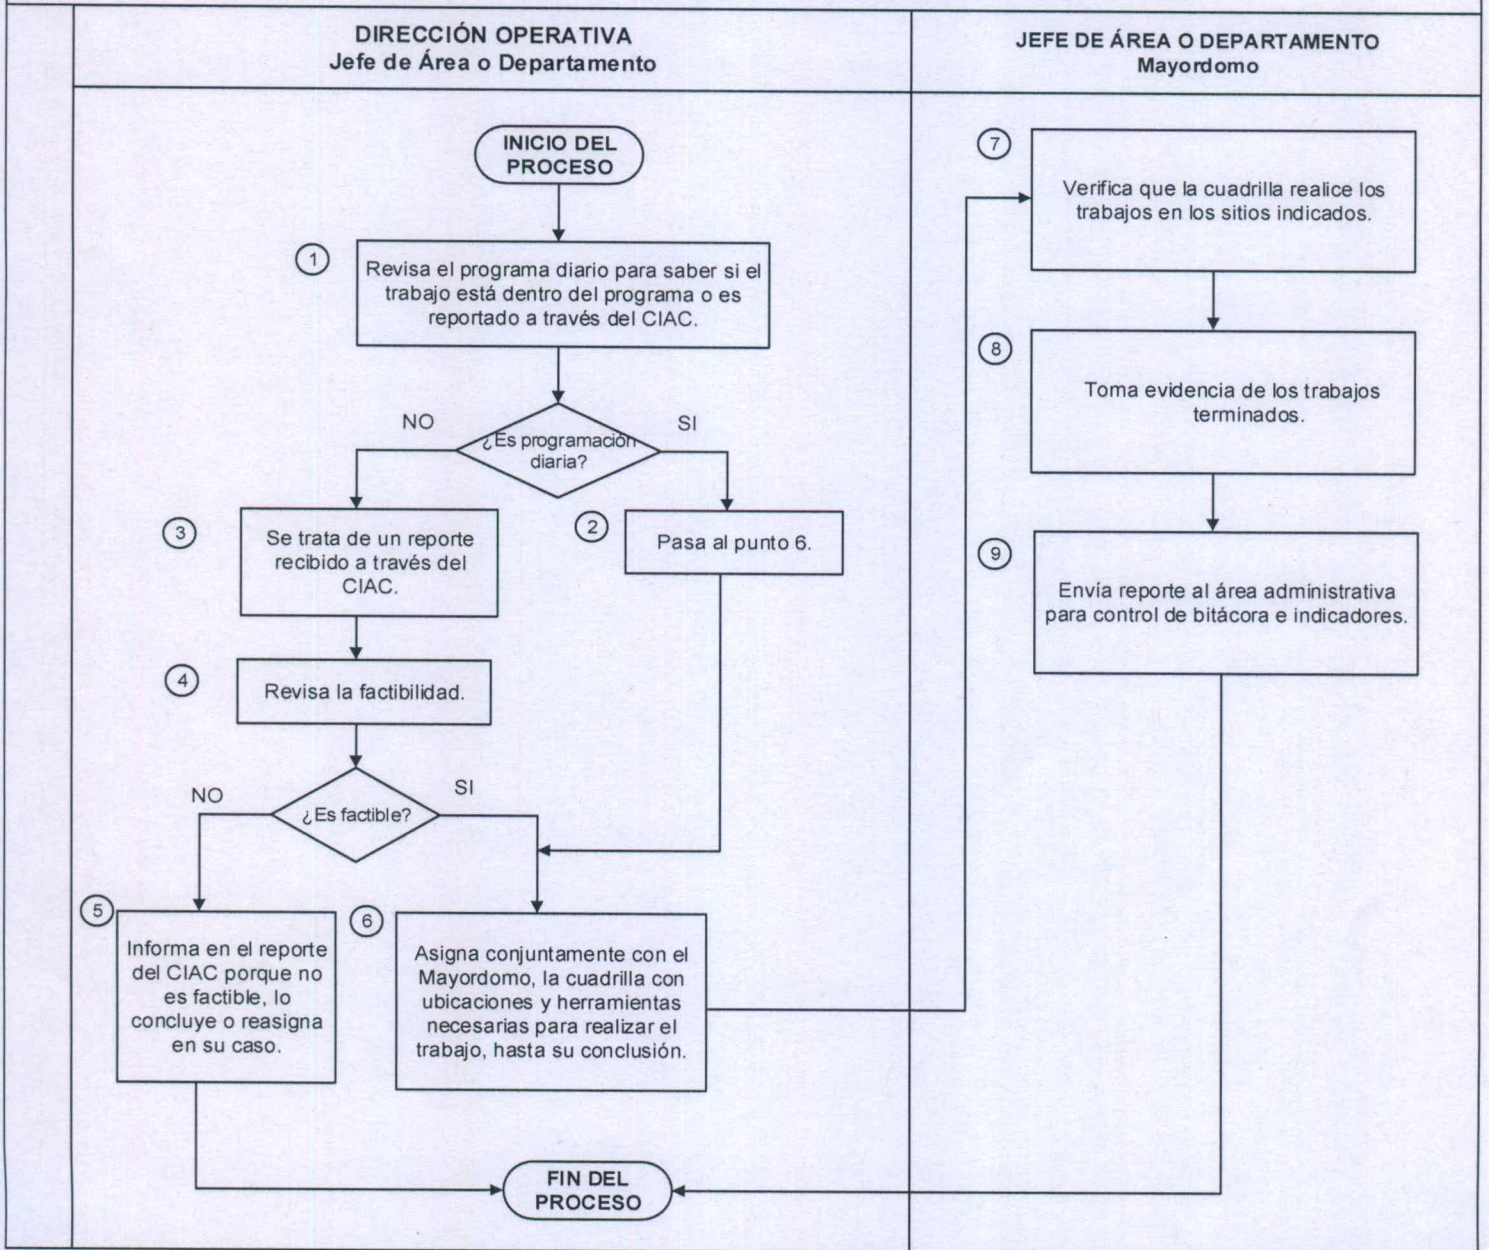 DIRECCIÓN OPERATIVA
Jefe de Área o Departamento
JEFE DE ÁREA O DEPARTAMENTO
Mayordomo
INICIO DEL
PROCESO
1
Revisa el programa diario para saber si el
trabajo está dentro del programa o es
reportado a través del CIAC.
NO
¿Es programación
diaria?
SI
3
Se trata de un reporte
recibido a través del
CIAC.
2
Pasa al punto 6.
4
Revisa la factibilidad.
NO
¿Es factible?
SI
5
Informa en el reporte
del CIAC porque no
es factible, lo
concluye o reasigna
en su caso.
6
Asigna conjuntamente con el
Mayordomo, la cuadrilla con
ubicaciones y herramientas
necesarias para realizar el
trabajo, hasta su conclusión.
7
Verifica que la cuadrilla realice los
trabajos en los sitios indicados.
8
Toma evidencia de los trabajos
terminados.
9
Envía reporte al área administrativa
para control de bitácora e indicadores.
FIN DEL
PROCESO